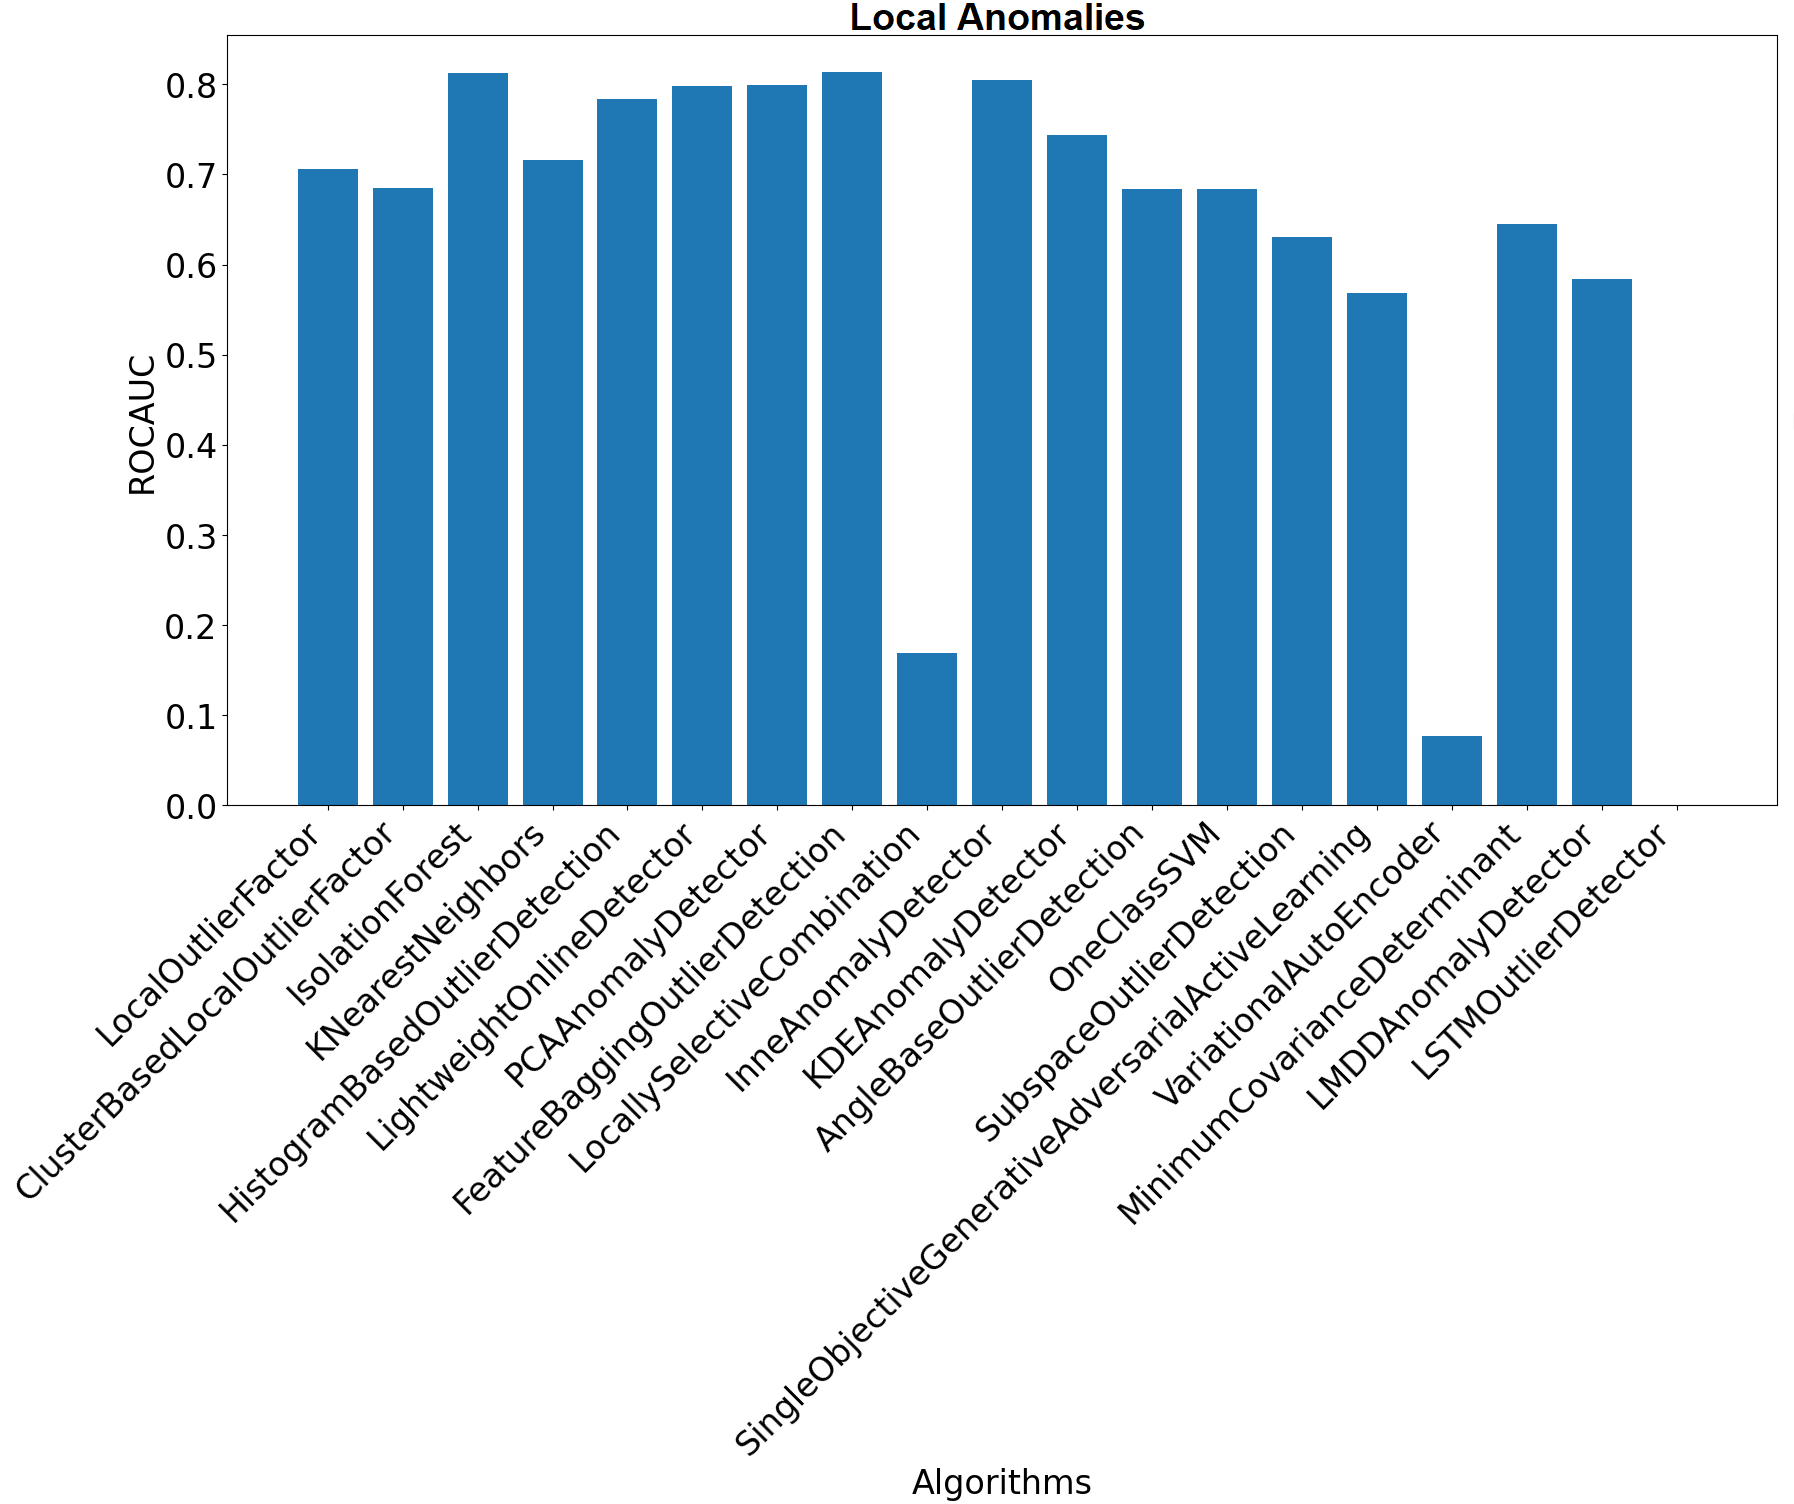 Local Anomalies
ROCAUC
0.8
0.7
0.6
0.5
0.4
0.3
0.2
0.1
0.0
LocalOutlierFactor
ClusterBasedLocalOutlierFactor
IsolationForest
KNearestNeighbors
HistogramBasedOutlierDetection
LightweightOnlineDetector
PCAAnomalyDetector
FeatureBaggingOutlierDetection
LocallySelectiveCombination
InneAnomalyDetector
KDEAnomalyDetector
AngleBaseOutlierDetection
OneClassSVM
SubspaceOutlierDetection
SingleObjectiveGenerativeAdversarialActiveLearning
VariationalAutoEncoder
MinimumCovarianceDeterminant
LMDDAnomalyDetector
LSTMOutlierDetector
Algorithms